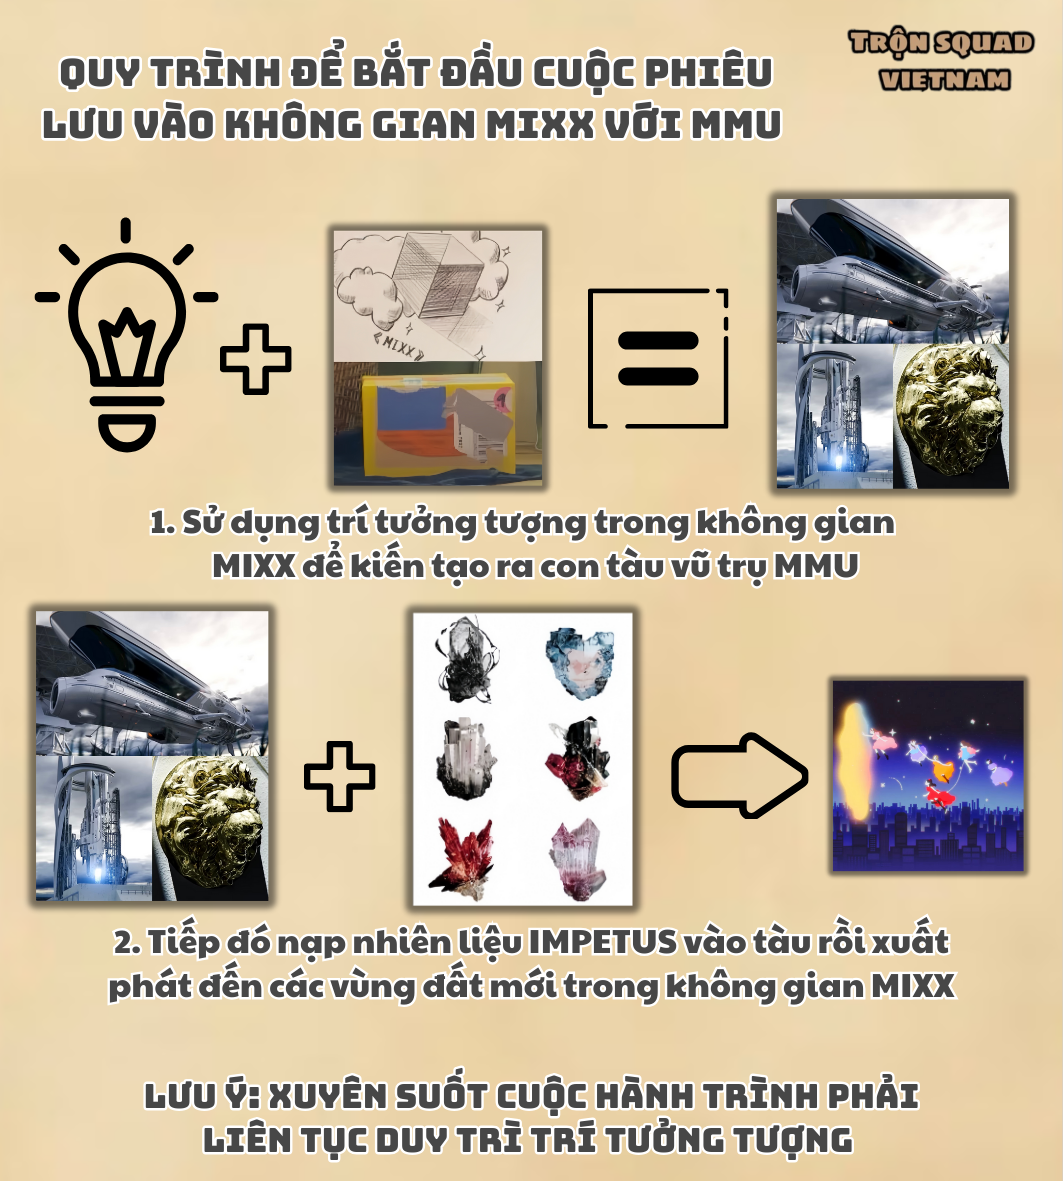 TRỘN SQUAD
VIETNAM
QUY TRÌNH ĐỂ BẮT ĐẦU CUỘC PHIÊU
LƯU VÀO KHÔNG GIAN MIXX VỚI MMU
《MIXX》
1. Sử dụng trí tưởng tượng trong không gian
MIXX để kiến tạo ra con tàu vũ trụ MMU
2. Tiếp đó nạp nhiên liệu IMPETUS vào tàu rồi xuất
phát đến các vùng đất mới trong không gian MIXX
LƯU Ý: XUYÊN SUỐT CUỘC HÀNH TRÌNH PHẢI
LIÊN TỤC DUY TRÌ TRÍ TƯỞNG TƯỢNG